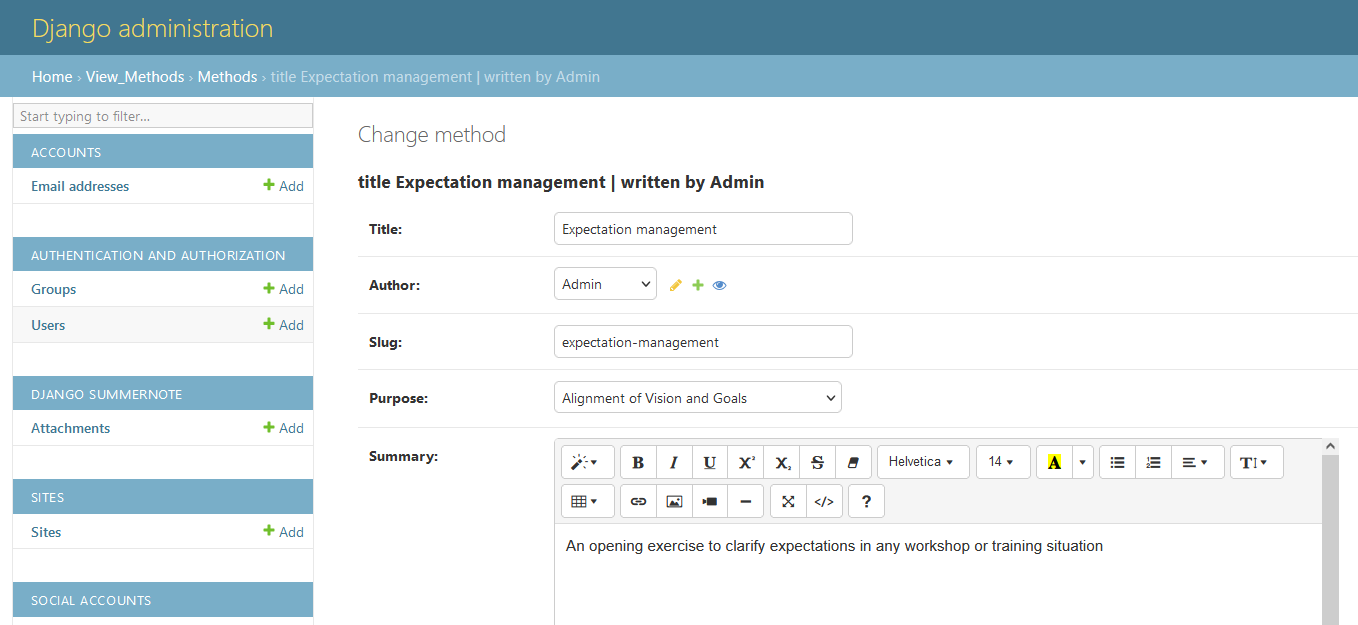 Django administration
Home › View_Methods › Methods › title Expectation management | written by Admin
Start typing to filter...
ACCOUNTS
Email addresses Add
AUTHENTICATION AND AUTHORIZATION
Groups Add
Users Add
DJANGO SUMMERNOTE
Attachments Add
SITES
Sites Add
SOCIAL ACCOUNTS
Change method
title Expectation management | written by Admin
Title: Expectation management
Author: Admin
Slug: expectation-management
Purpose: Alignment of Vision and Goals
Summary:
B I U X² X₂ S Helvetica 14 A TI
</> ?
An opening exercise to clarify expectations in any workshop or training situation